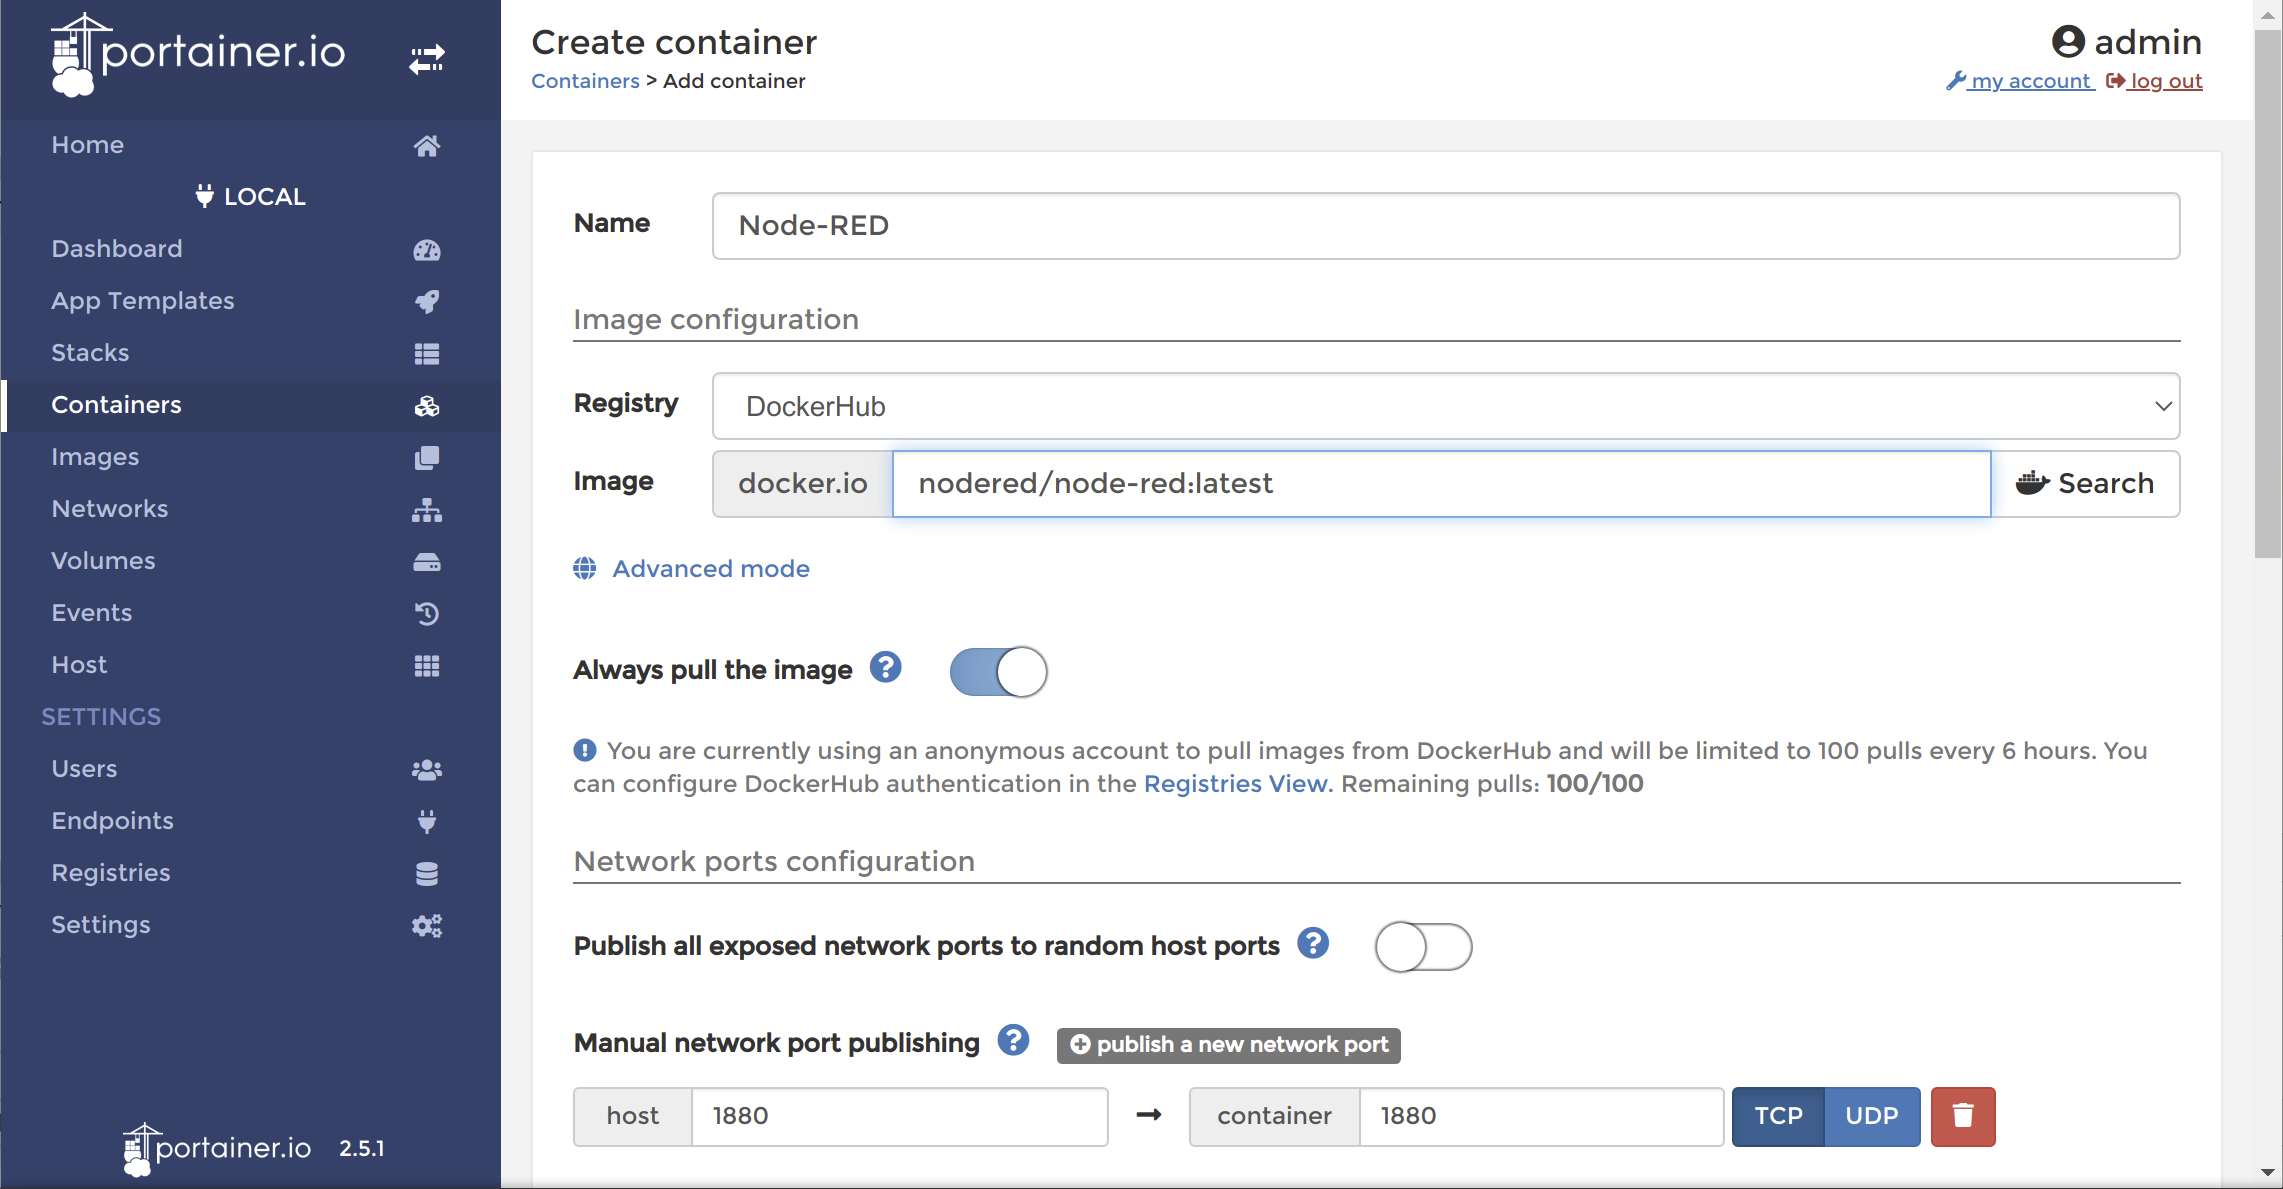 portainer.io
Home
LOCAL
Dashboard
App Templates
Stacks
Containers
Images
Networks
Volumes
Events
Host
SETTINGS
Users
Endpoints
Registries
Settings
portainer.io 2.5.1
Create container
Containers > Add container
admin
my account log out
Name Node-RED
Image configuration
Registry DockerHub
Image docker.io nodered/node-red:latest Search
Advanced mode
Always pull the image ?
You are currently using an anonymous account to pull images from DockerHub and will be limited to 100 pulls every 6 hours. You
can configure DockerHub authentication in the Registries View. Remaining pulls: 100/100
Network ports configuration
Publish all exposed network ports to random host ports ?
Manual network port publishing ? publish a new network port
host 1880 → container 1880 TCP UDP